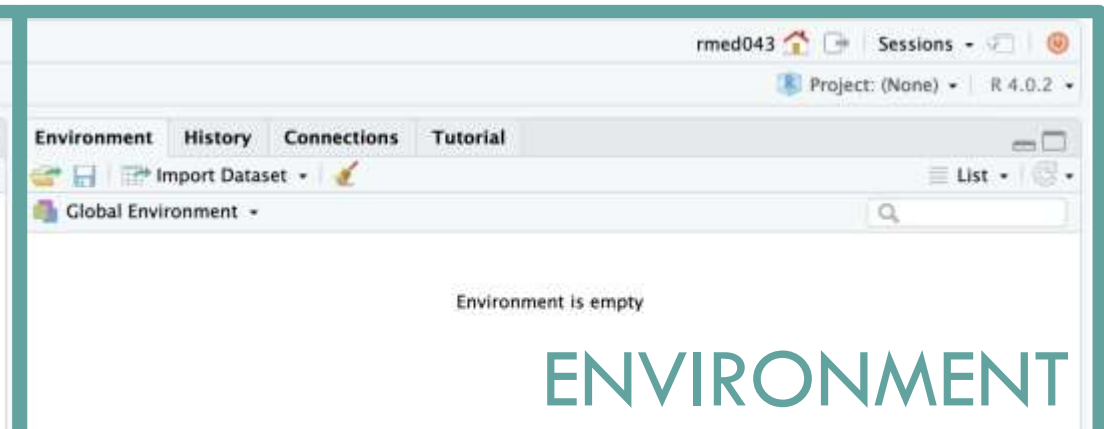 rmed043 Sessions
Project: (None) R 4.0.2
Environment History Connections Tutorial
Import Dataset List
Global Environment
Environment is empty
ENVIRONMENT